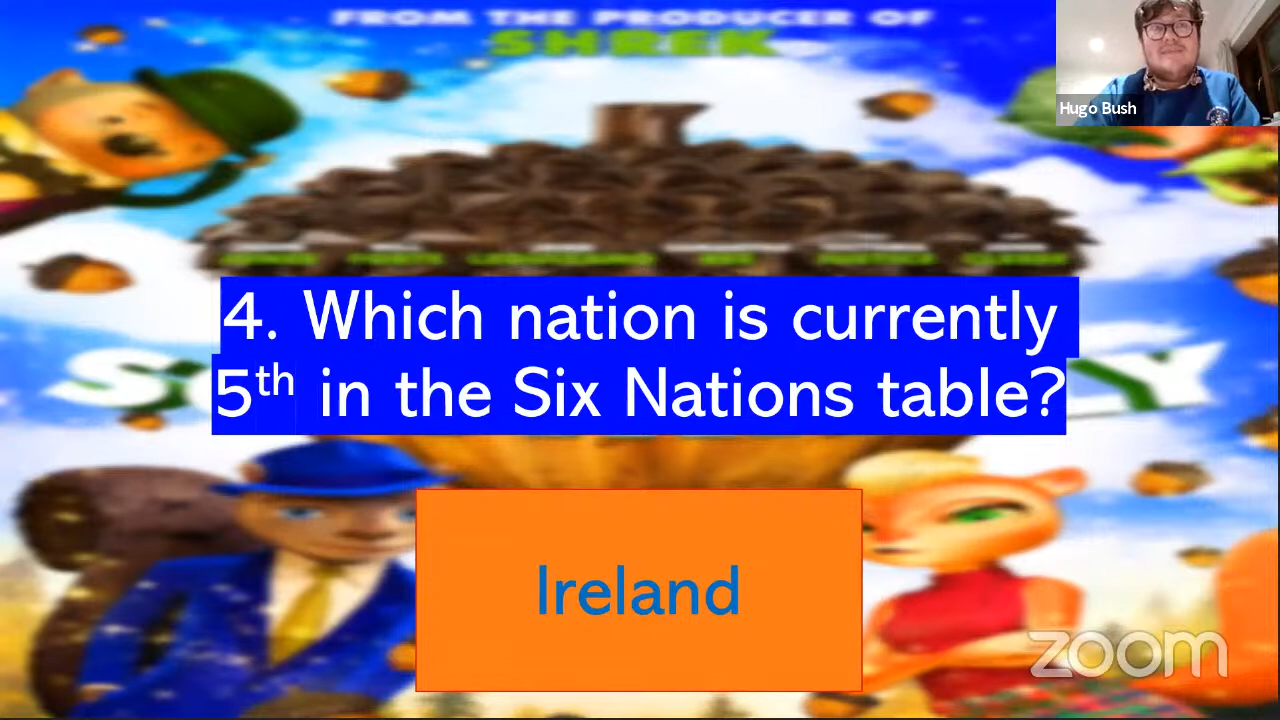 FROM THE PRODUCER OF
SHREK
Hugo Bush
4. Which nation is currently
5th in the Six Nations table?
Ireland
zoom